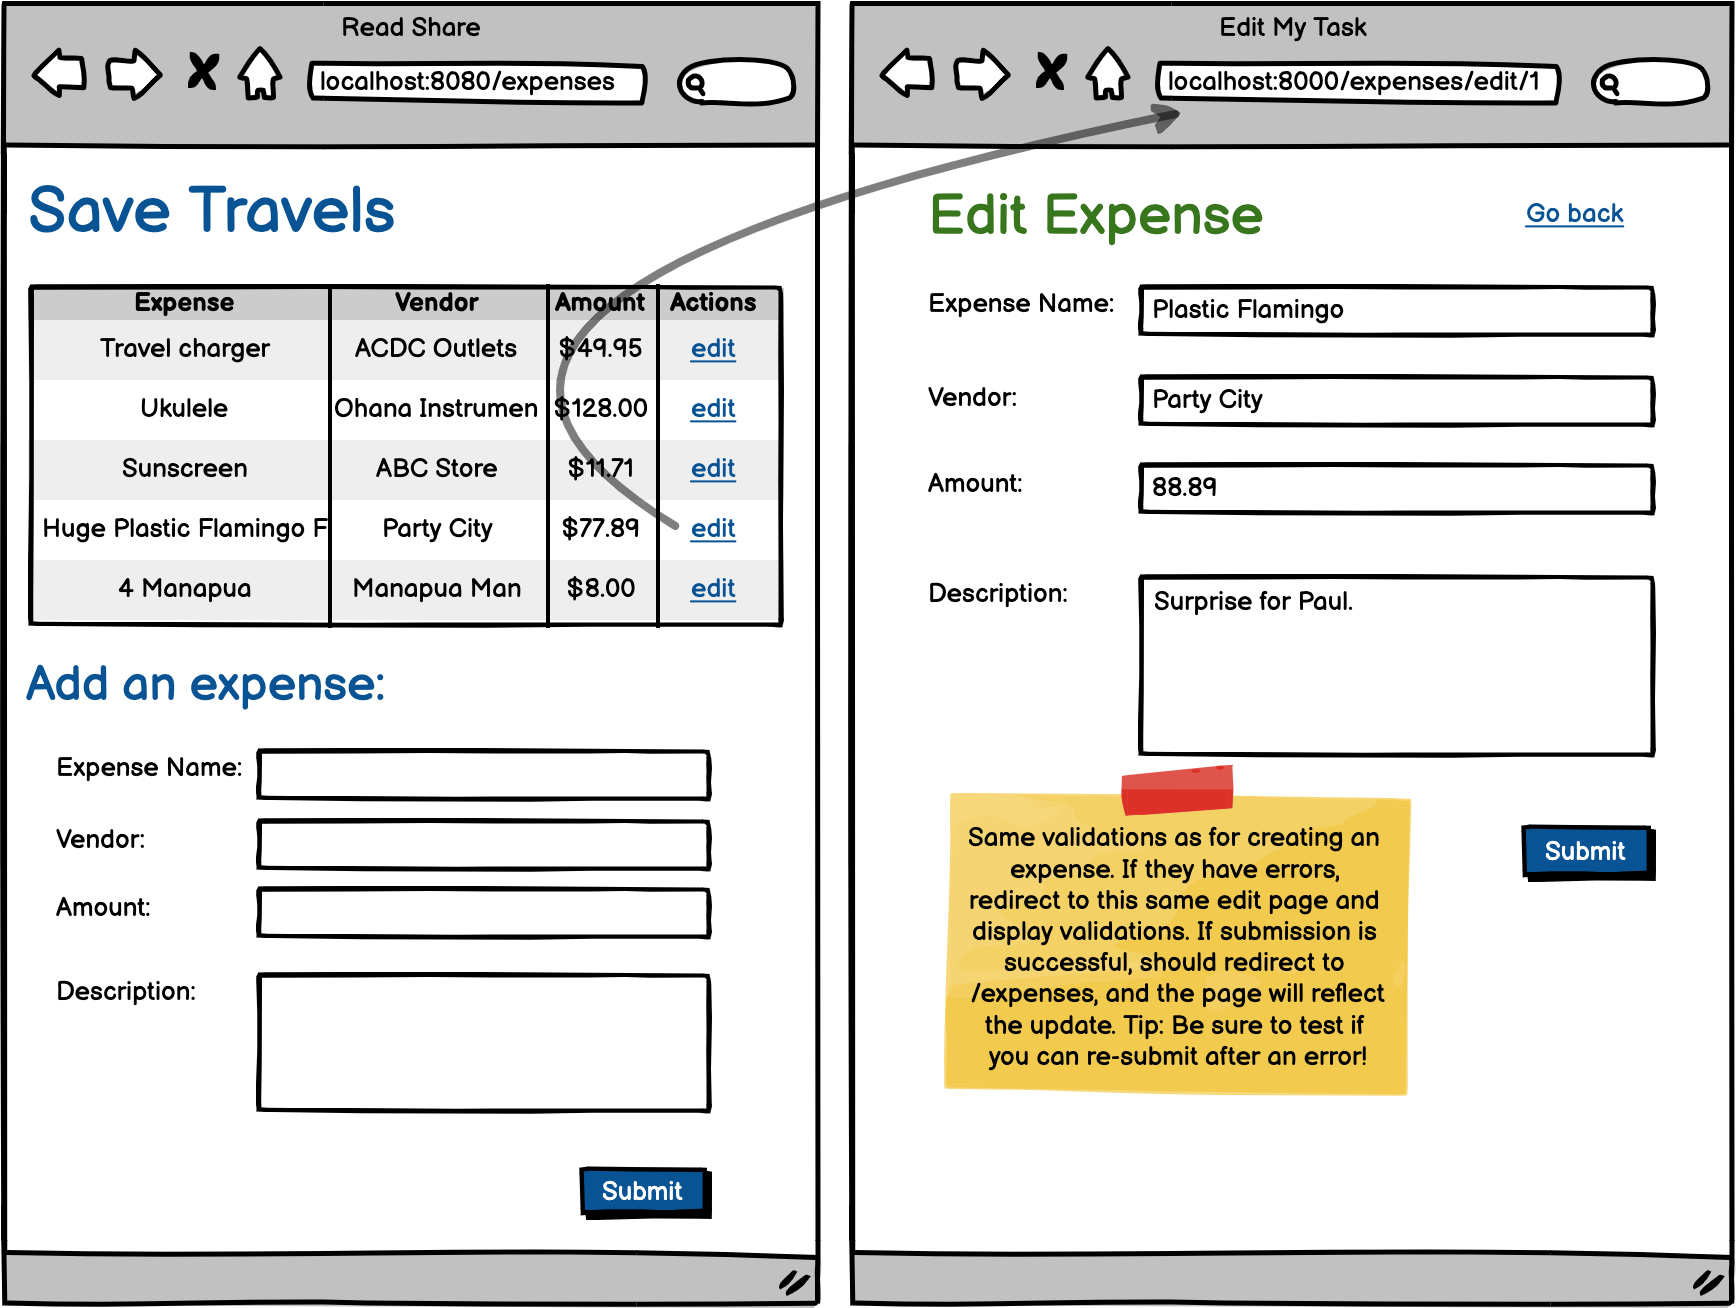 Read Share
localhost:8080/expenses
Save Travels
Expense Vendor Amount Actions
Travel charger ACDC Outlets $49.95 edit
Ukulele Ohana Instrumen $128.00 edit
Sunscreen ABC Store $11.71 edit
Huge Plastic Flamingo F Party City $77.89 edit
4 Manapua Manapua Man $8.00 edit
Add an expense:
Expense Name:
Vendor:
Amount:
Description:
Submit
Edit My Task
localhost:8000/expenses/edit/1
Edit Expense
Go back
Expense Name: Plastic Flamingo
Vendor: Party City
Amount: 88.89
Description: Surprise for Paul.
Same validations as for creating an
expense. If they have errors,
redirect to this same edit page and
display validations. If submission is
successful, should redirect to
/expenses, and the page will reflect
the update. Tip: Be sure to test if
you can re-submit after an error!
Submit